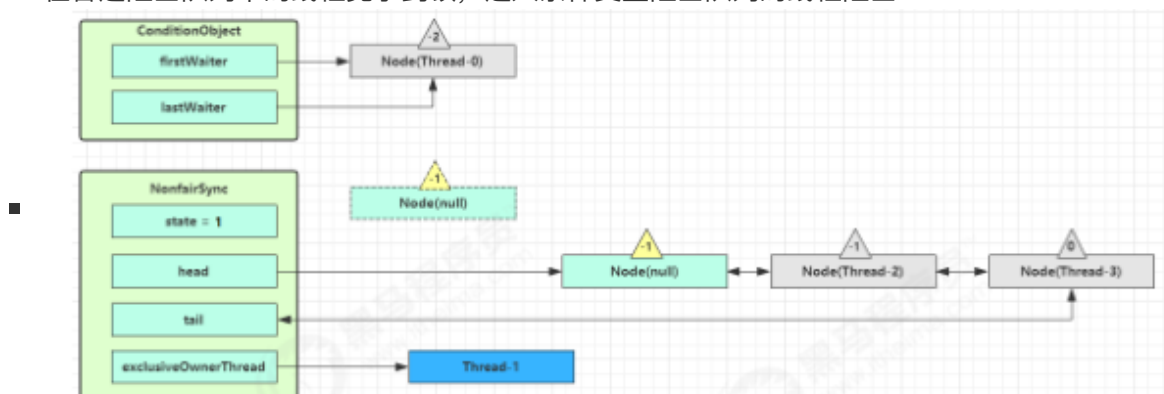 ConditionObject
-2
firstWaiter
Node(Thread-0)
lastWaiter
-1
NonfairSync
Node(null)
state = 1
-1
-1
0
head
Node(null)
Node(Thread-2)
Node(Thread-3)
tail
exclusiveOwnerThread
Thread-1